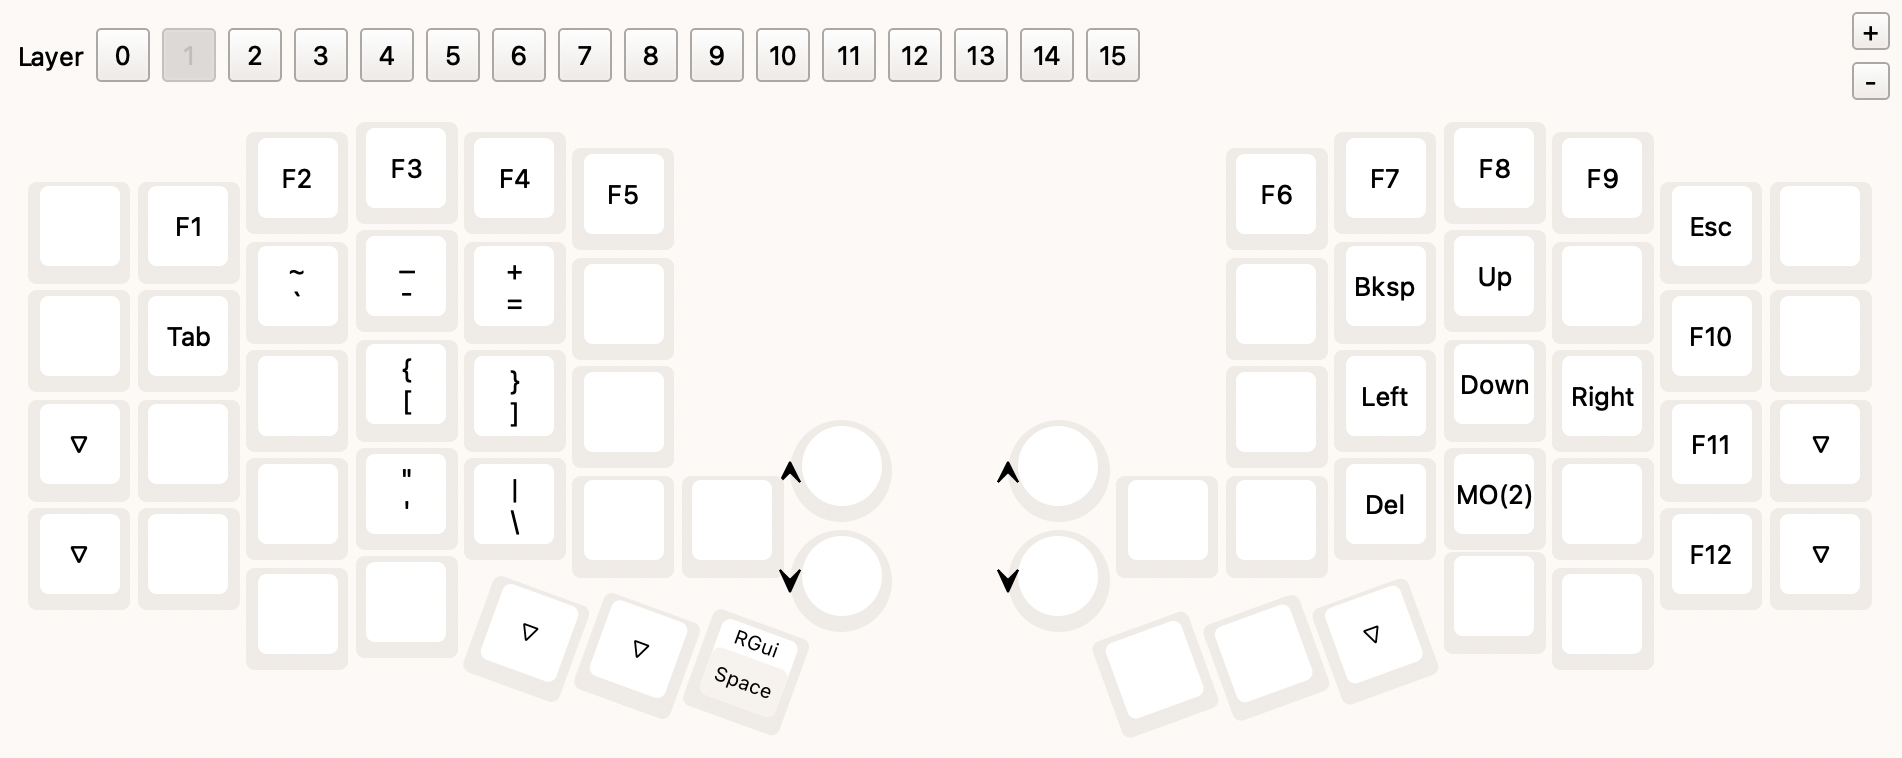 Layer 0 1 2 3 4 5 6 7 8 9 10 11 12 13 14 15
+
-
F1 F2 F3 F4 F5
F6 F7 F8 F9 Esc
Tab ~ _ +
` - =
Bksp Up F10
{ }
[ ]
Left Down Right F11
▽ ▽
" |
' \
Del MO(2) F12
▽ ▽
▽ ▽ RGui
Space
▽